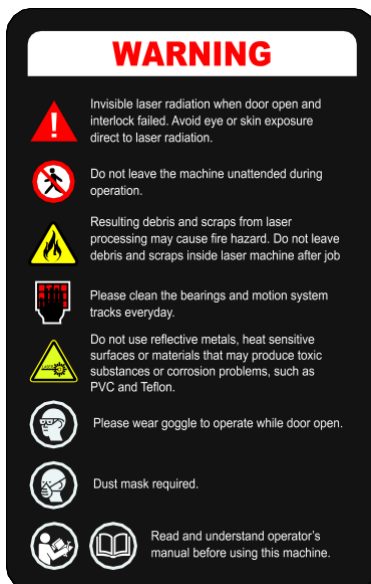 WARNING
Invisible laser radiation when door open and
interlock failed. Avoid eye or skin exposure
direct to laser radiation.
Do not leave the machine unattended during
operation.
Resulting debris and scraps from laser
processing may cause fire hazard. Do not leave
debris and scraps inside laser machine after job
Please clean the bearings and motion system
tracks everyday.
Do not use reflective metals, heat sensitive
surfaces or materials that may produce toxic
substances or corrosion problems, such as
PVC and Teflon.
Please wear goggle to operate while door open.
Dust mask required.
Read and understand operator's
manual before using this machine.